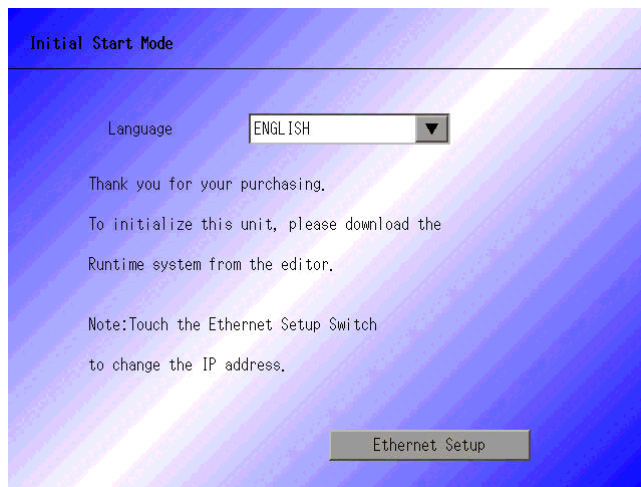 Initial Start Mode
Language
ENGLISH
Thank you for your purchasing.
To initialize this unit, please download the
Runtime system from the editor.
Note:Touch the Ethernet Setup Switch
to change the IP address.
Ethernet Setup